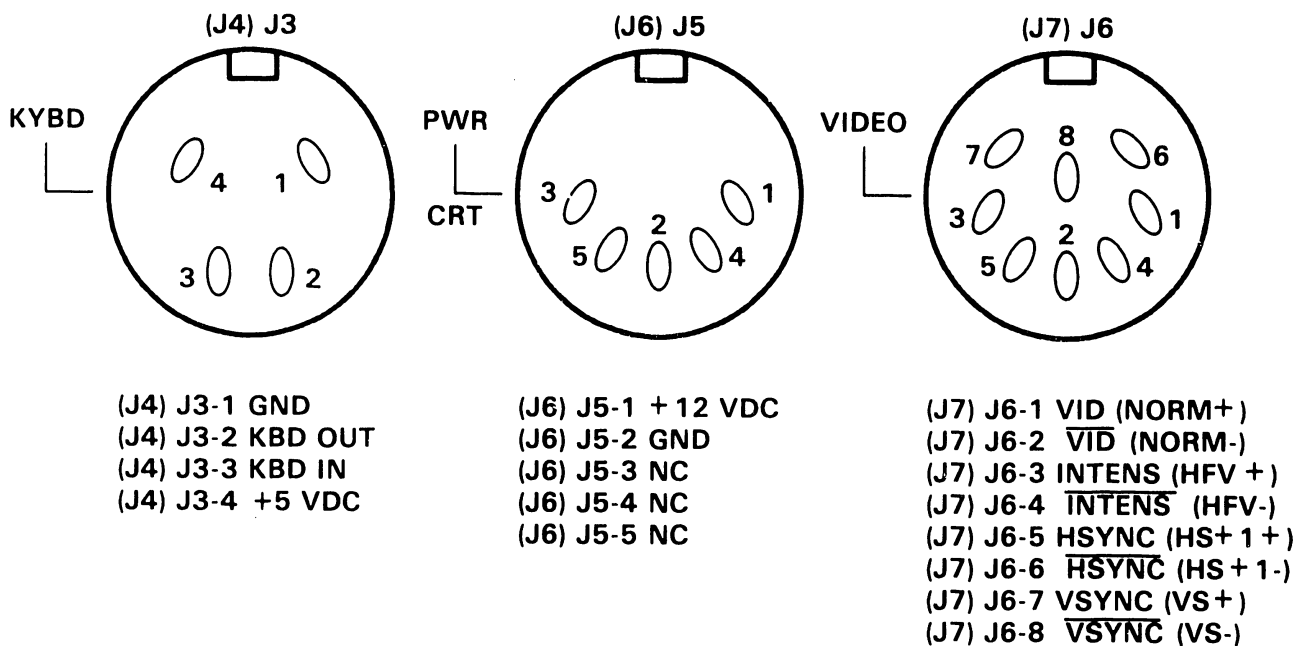 (J4) J3
(J6) J5
(J7) J6
KYBD
4 1
3 2
PWR
CRT
3 1
2
5 4
VIDEO
8
7 6
3 1
2
5 4
(J4) J3-1 GND
(J4) J3-2 KBD OUT
(J4) J3-3 KBD IN
(J4) J3-4 +5 VDC
(J6) J5-1 +12 VDC
(J6) J5-2 GND
(J6) J5-3 NC
(J6) J5-4 NC
(J6) J5-5 NC
(J7) J6-1 VID (NORM+)
(J7) J6-2 V̅I̅D̅ (NORM-)
(J7) J6-3 INTENS (HFV +)
(J7) J6-4 I̅N̅T̅E̅N̅S̅ (HFV-)
(J7) J6-5 HSYNC (HS+ 1 +)
(J7) J6-6 H̅S̅Y̅N̅C̅ (HS + 1-)
(J7) J6-7 VSYNC (VS+)
(J7) J6-8 V̅S̅Y̅N̅C̅ (VS-)